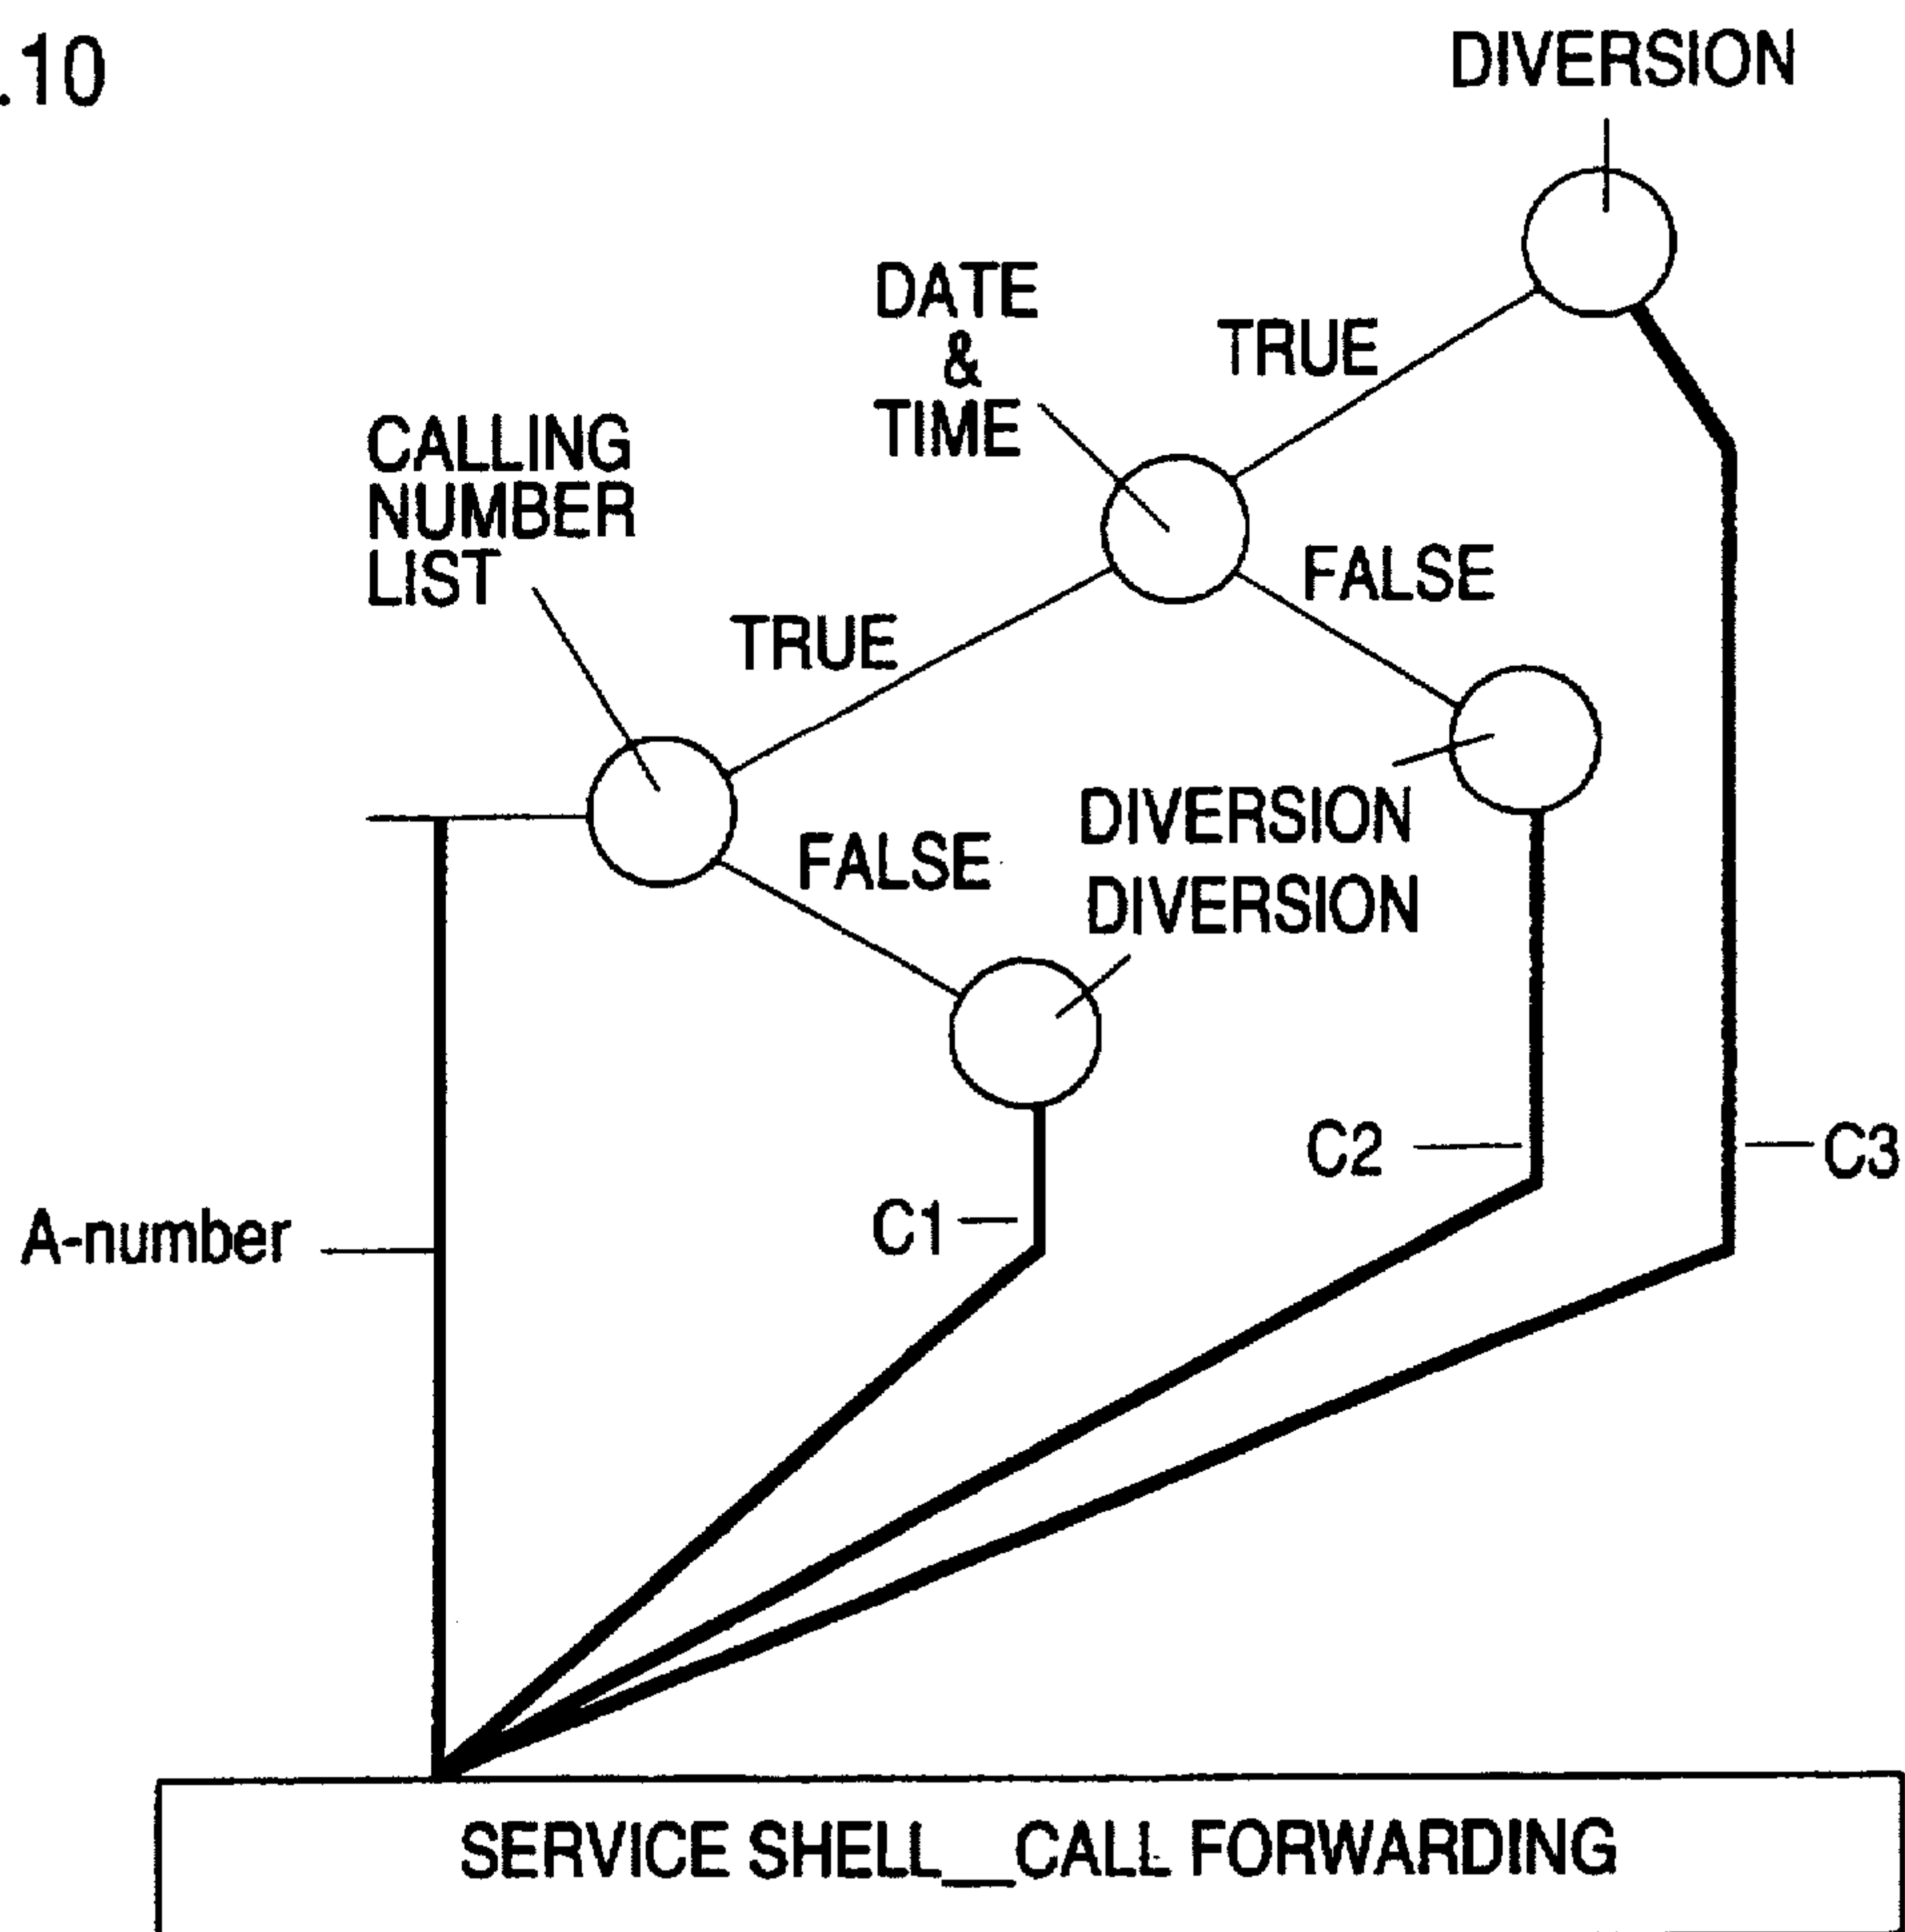 .10
DIVERSION
DATE
&
TIME
TRUE
CALLING
NUMBER
LIST
FALSE
TRUE
DIVERSION
FALSE
DIVERSION
C2
C3
C1
A-number
SERVICE SHELL__CALL FORWARDING